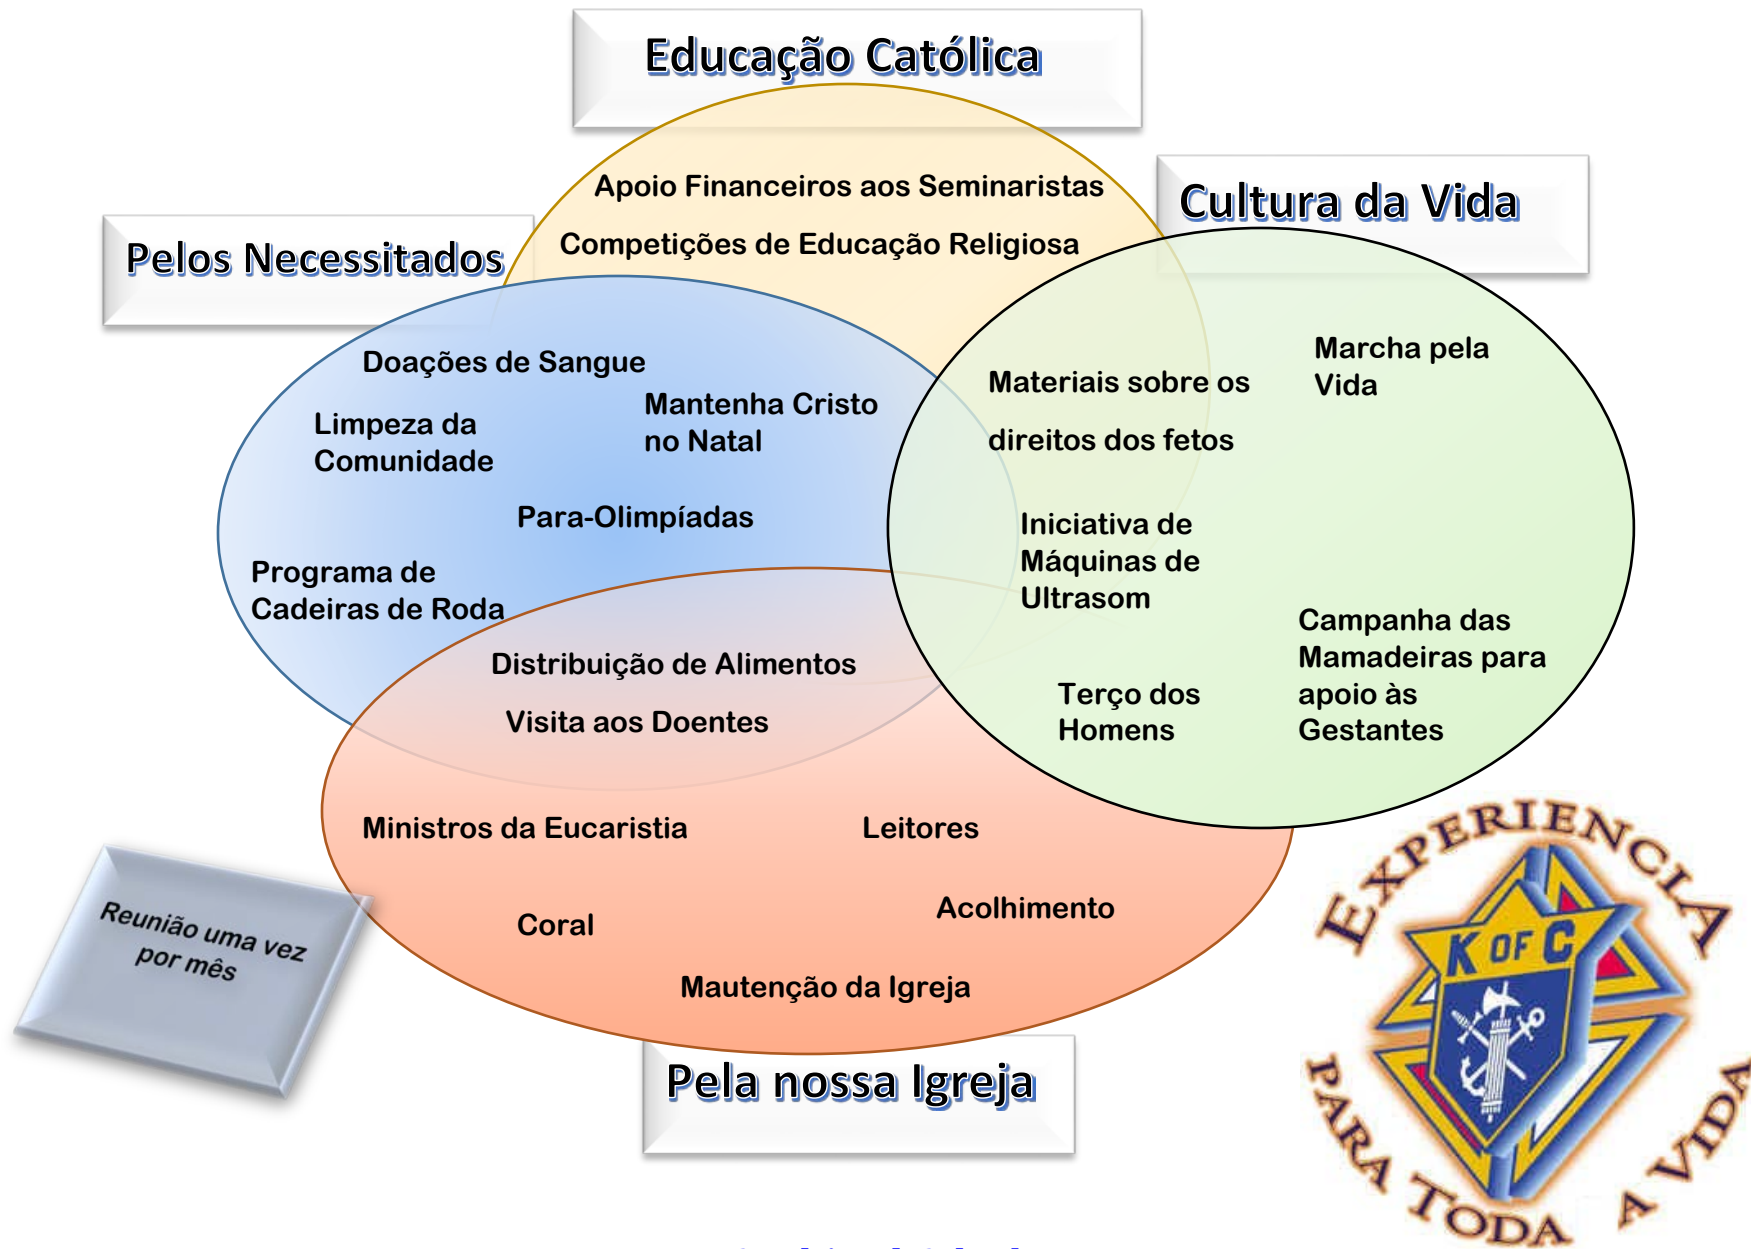 Educação Católica
Apoio Financeiros aos Seminaristas
Competições de Educação Religiosa
Cultura da Vida
Pelos Necessitados
Doações de Sangue
Mantenha Cristo
no Natal
Limpeza da
Comunidade
Para-Olimpíadas
Programa de
Cadeiras de Roda
Materiais sobre os
direitos dos fetos
Marcha pela
Vida
Iniciativa de
Máquinas de
Ultrasom
Campanha das
Mamadeiras para
apoio às
Gestantes
Terço dos
Homens
Distribuição de Alimentos
Visita aos Doentes
Ministros da Eucaristia
Leitores
Coral
Acolhimento
Mautenção da Igreja
Reunião uma vez
por mês
Pela nossa Igreja
EXPERIENCIA
K OF C
PARA TODA A VIDA